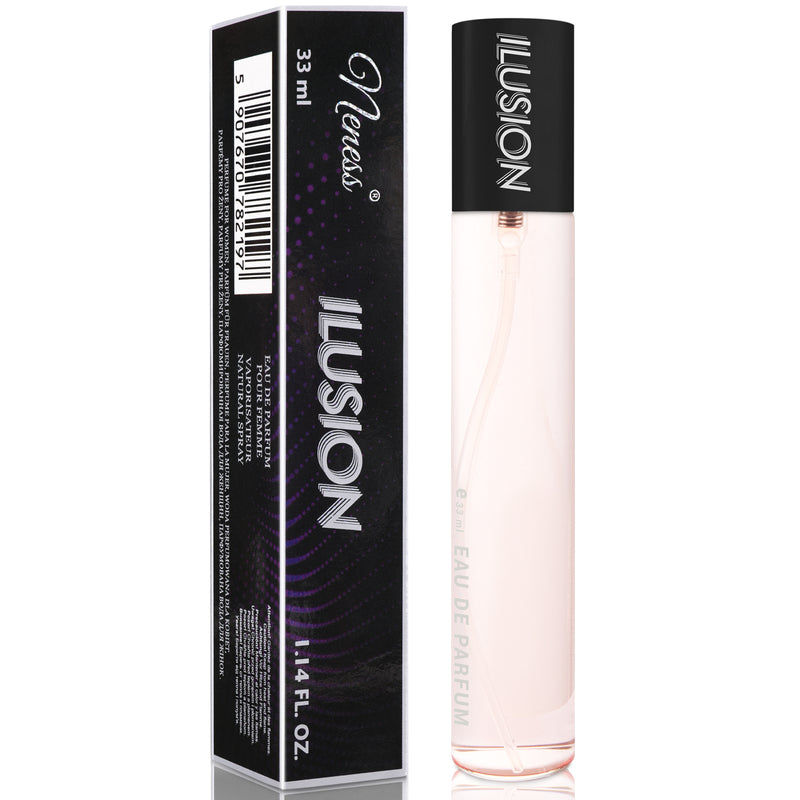 Neness®
33 ml
ILUSION
1.14 FL. OZ.
5 907670 782197
EAU DE PARFUM
POUR FEMME
VAPORISATEUR
NATURAL SPRAY
PERFUME FOR WOMEN, PARFUM FÜR FRAUEN, PERFUME PARA LA MUJER, WODA PERFUMOWANA DLA KOBIET,
PARFÉMY PRO ŽENY, PARFUMY PRE ŽENY, ПАРФЮМИРОВАННАЯ ВОДА ДЛЯ ЖЕНЩИН, ПАРФУМОВАНА ВОДА ДЛЯ ЖІНОК.
ILUSION
e 33 ml EAU DE PARFUM